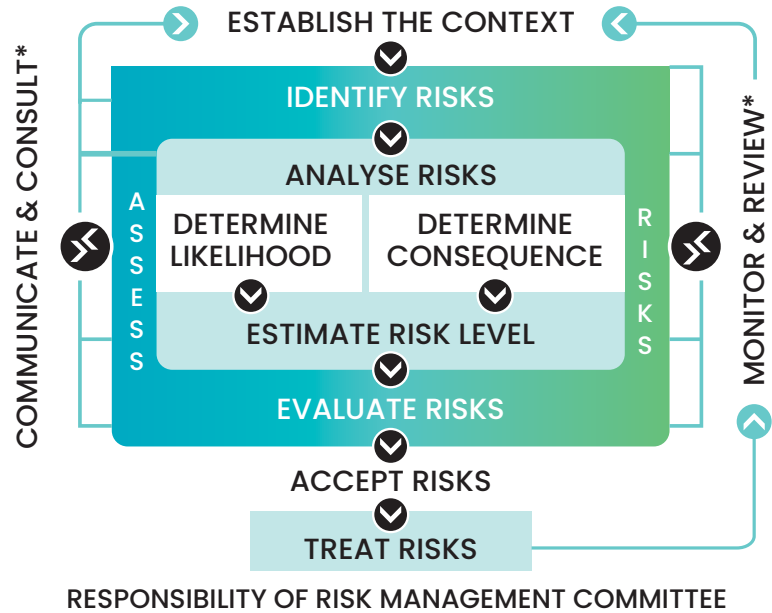 ESTABLISH THE CONTEXT
COMMUNICATE & CONSULT*
IDENTIFY RISKS
ANALYSE RISKS
ASSESS
DETERMINE
LIKELIHOOD
DETERMINE
CONSEQUENCE
RISKS
MONITOR & REVIEW*
ESTIMATE RISK LEVEL
EVALUATE RISKS
ACCEPT RISKS
TREAT RISKS
RESPONSIBILITY OF RISK MANAGEMENT COMMITTEE